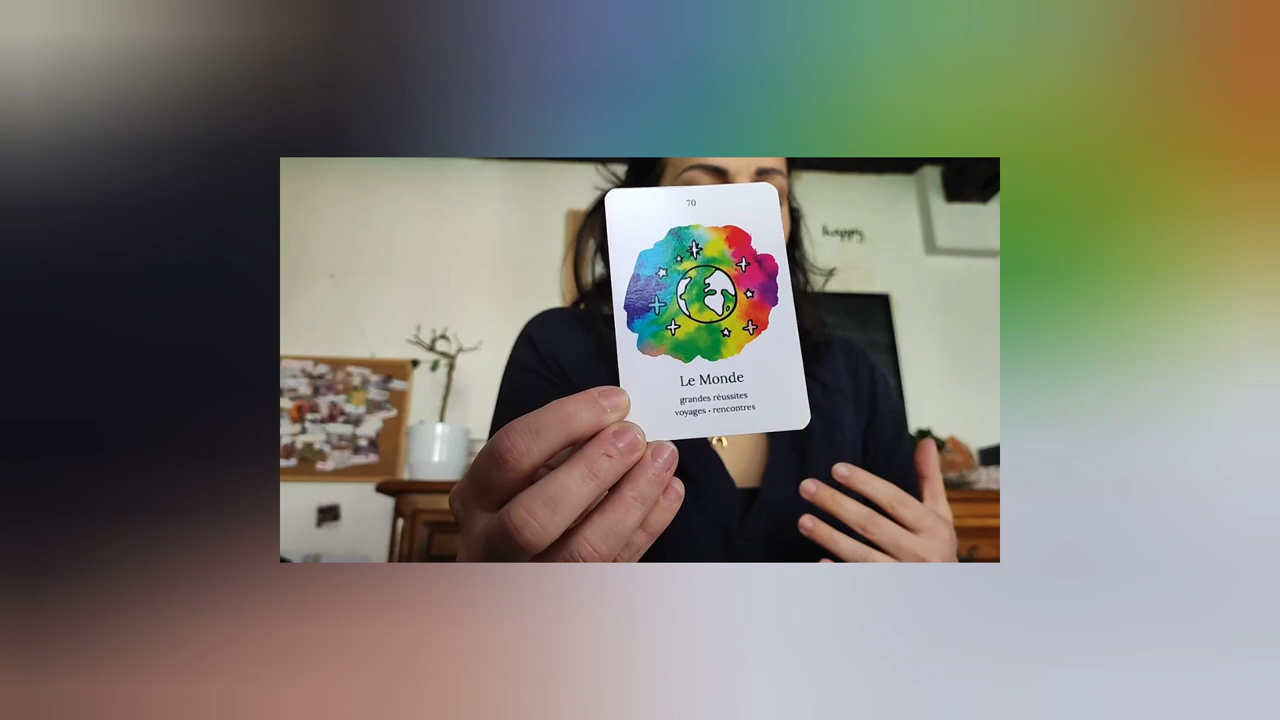 70
happy
Le Monde
grandes réussites
voyages • rencontres